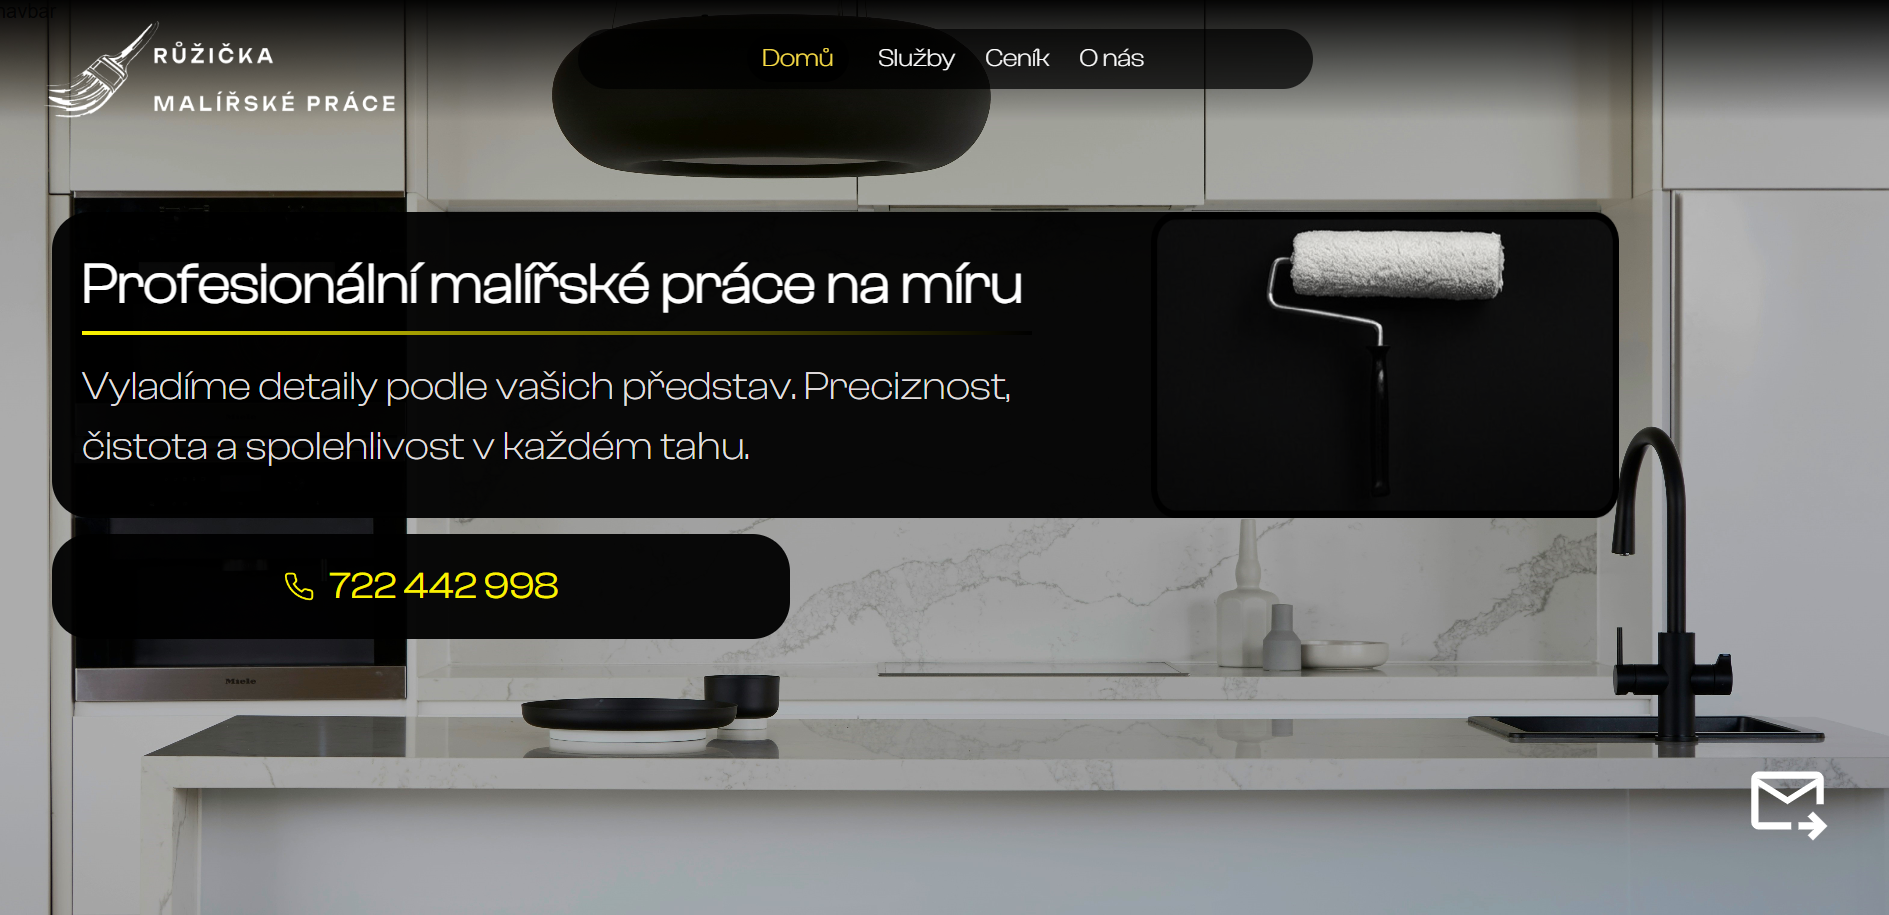 navbar
RŮŽIČKA
MALÍŘSKÉ PRÁCE
Domů Služby Ceník O nás
Profesionální malířské práce na míru
Vyladíme detaily podle vašich představ. Preciznost,
čistota a spolehlivost v každém tahu.
722 442 998
Miele